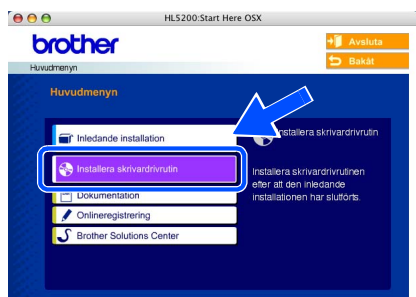 HL5200:Start Here OSX
brother
Avsluta
Huvudmenyn
Bakåt
Huvudmenyn
Inledande installation
Installera skrivardrivrutin
Dokumentation
Onlineregistrering
Brother Solutions Center
nstallera skrivardrivrutin
Installera skrivardrivrutinen
efter att den inledande
installationen har slutförts.